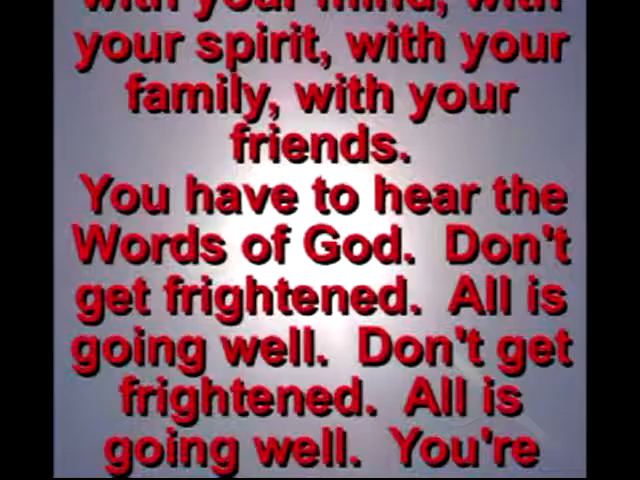 with your mind, with
your spirit, with your
family, with your
friends.
You have to hear the
Words of God.  Don't
get frightened.  All is
going well.  Don't get
frightened.  All is
going well.  You're